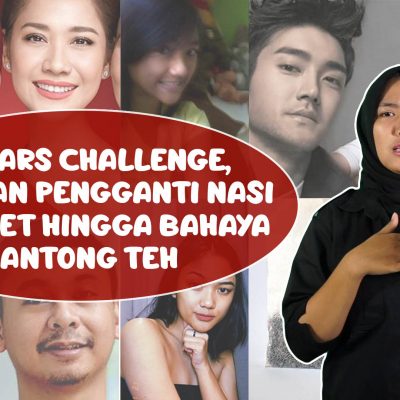 ARS CHALLENGE,
AN PENGGANTI NASI
ET HINGGA BAHAYA
ANTONG TEH